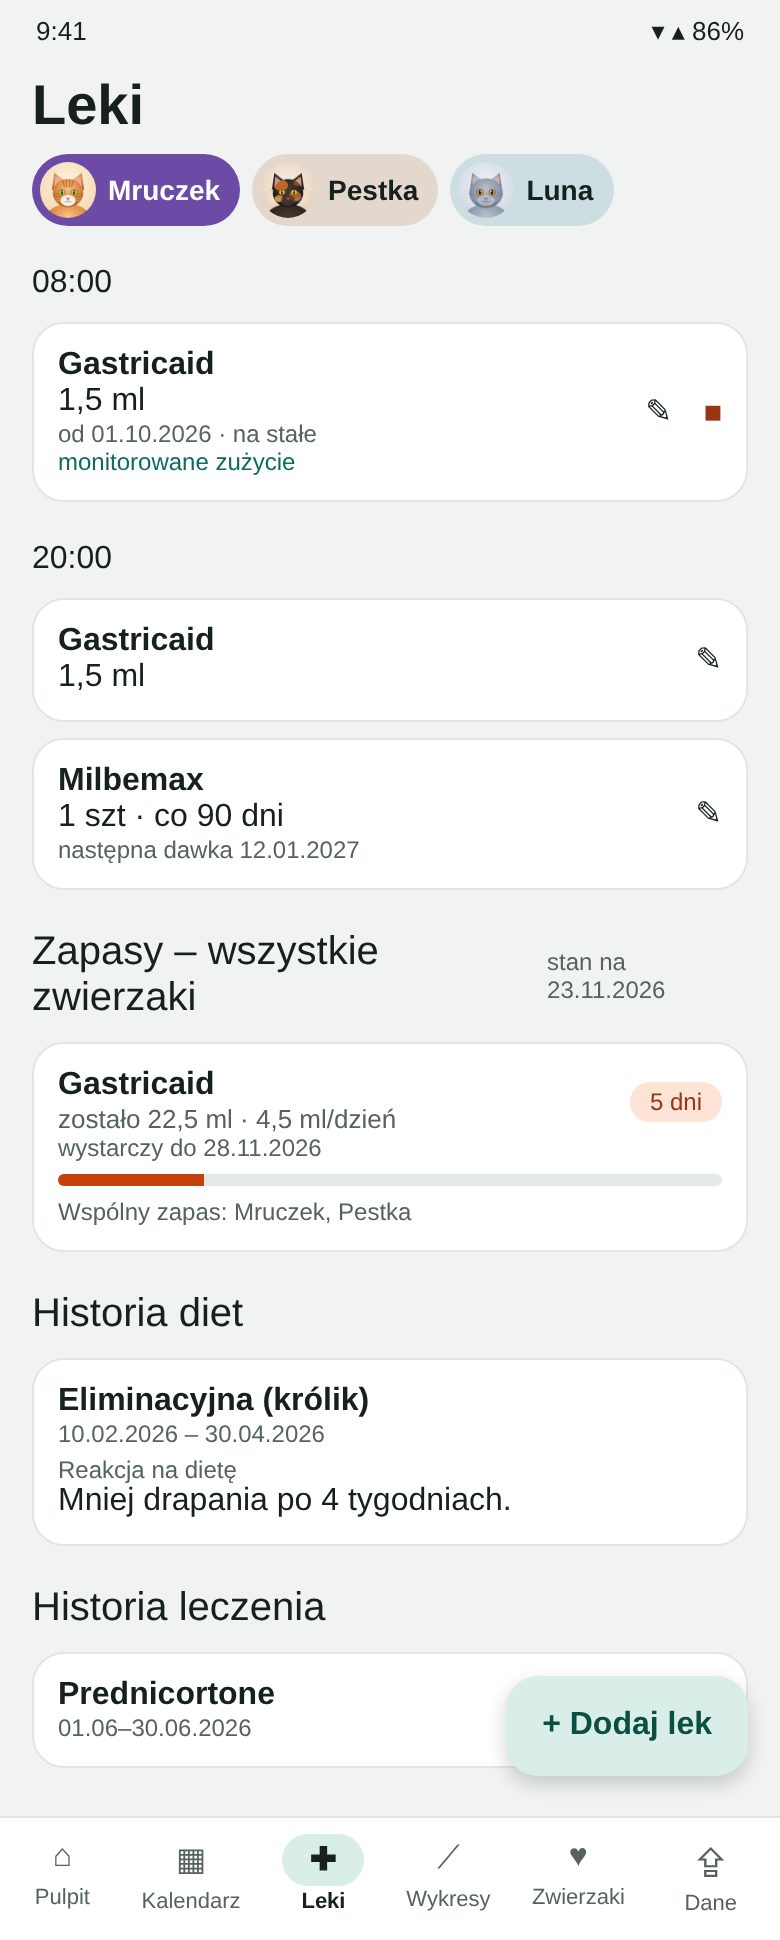 9:41
86%
Leki
Mruczek
Pestka
Luna
08:00
Gastricaid
1,5 ml
od 01.10.2026 · na stałe
monitorowane zużycie
20:00
Gastricaid
1,5 ml
Milbemax
1 szt · co 90 dni
następna dawka 12.01.2027
Zapasy – wszystkie
zwierzaki
stan na
23.11.2026
Gastricaid
zostało 22,5 ml · 4,5 ml/dzień
wystarczy do 28.11.2026
5 dni
Wspólny zapas: Mruczek, Pestka
Historia diet
Eliminacyjna (królik)
10.02.2026 – 30.04.2026
Reakcja na dietę
Mniej drapania po 4 tygodniach.
Historia leczenia
Prednicortone
01.06–30.06.2026
+ Dodaj lek
Pulpit
Kalendarz
Leki
Wykresy
Zwierzaki
Dane